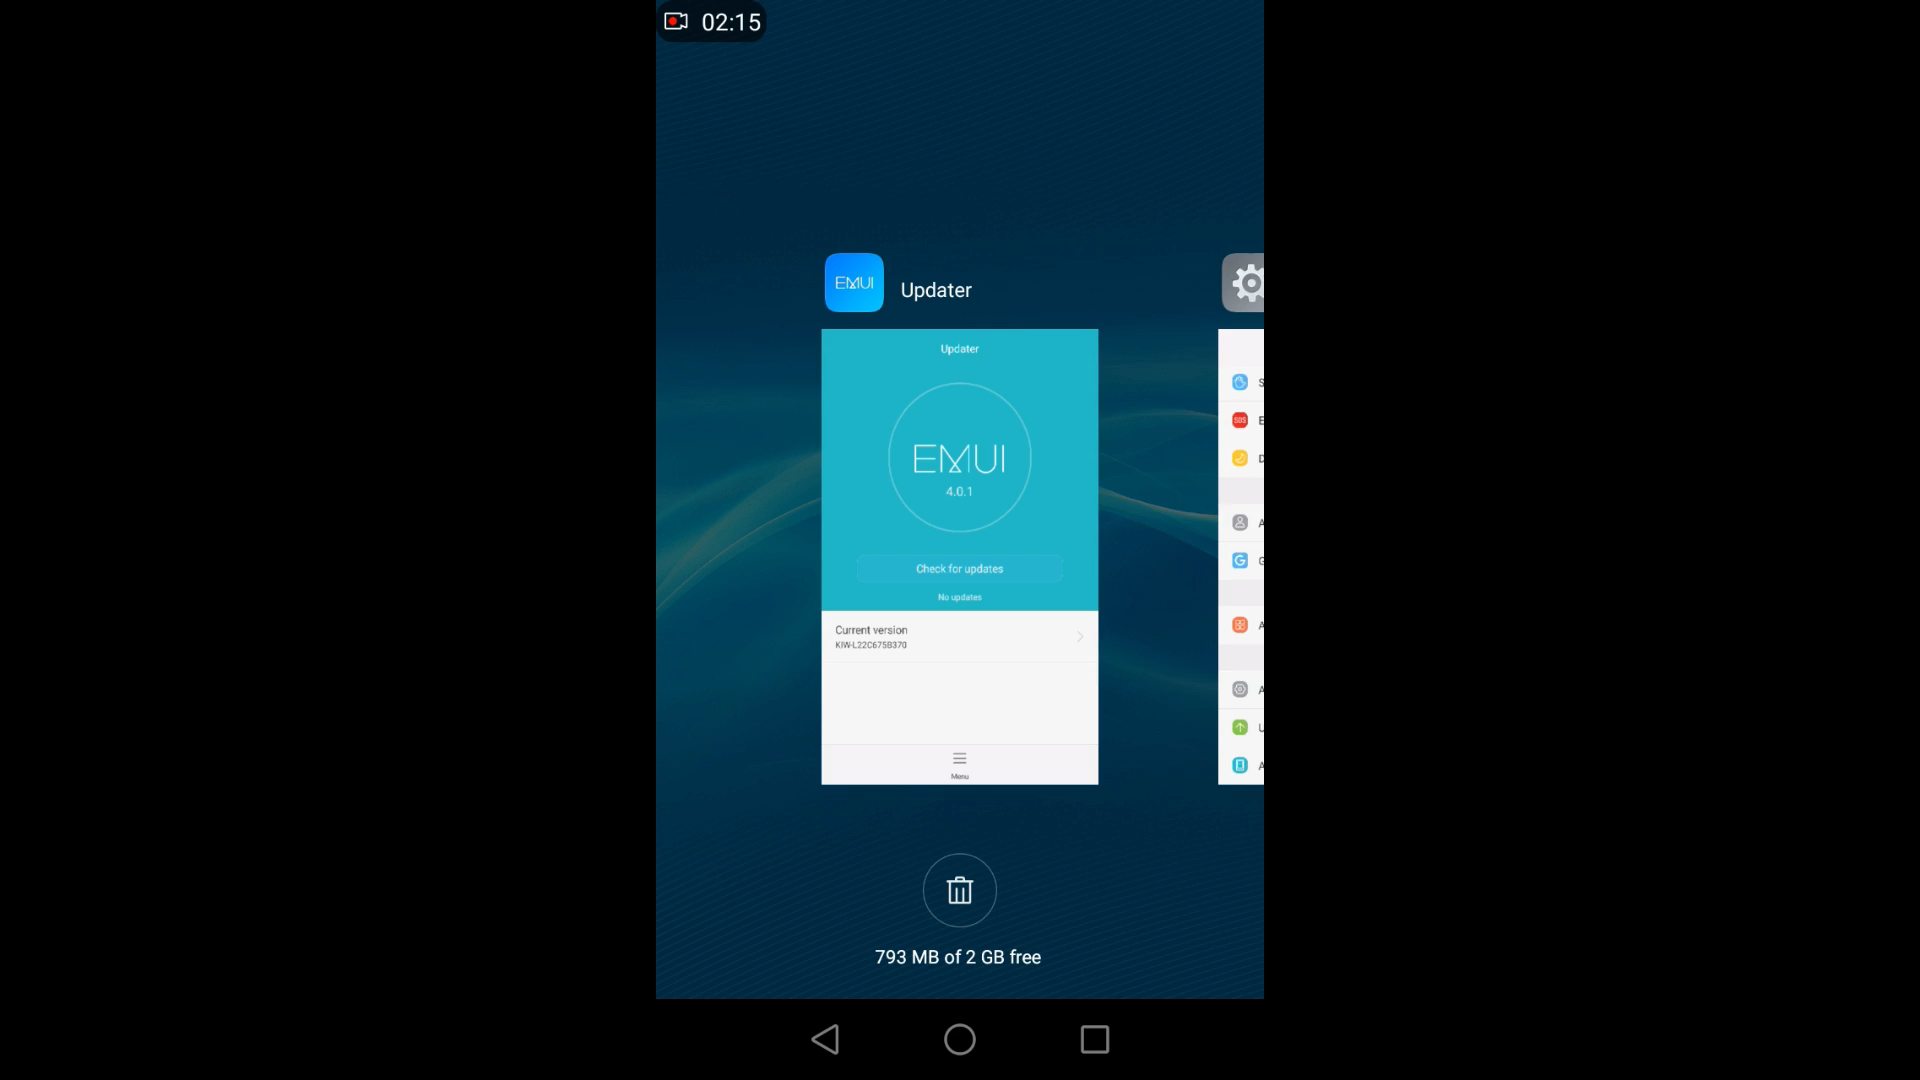 02:15
EMUI
Updater
Updater
EMUI
4.0.1
Check for updates
No updates
Current version
KIW-L22C675B370
Menu
S
SOS
E
D
A
G
G
A
A
U
A
793 MB of 2 GB free